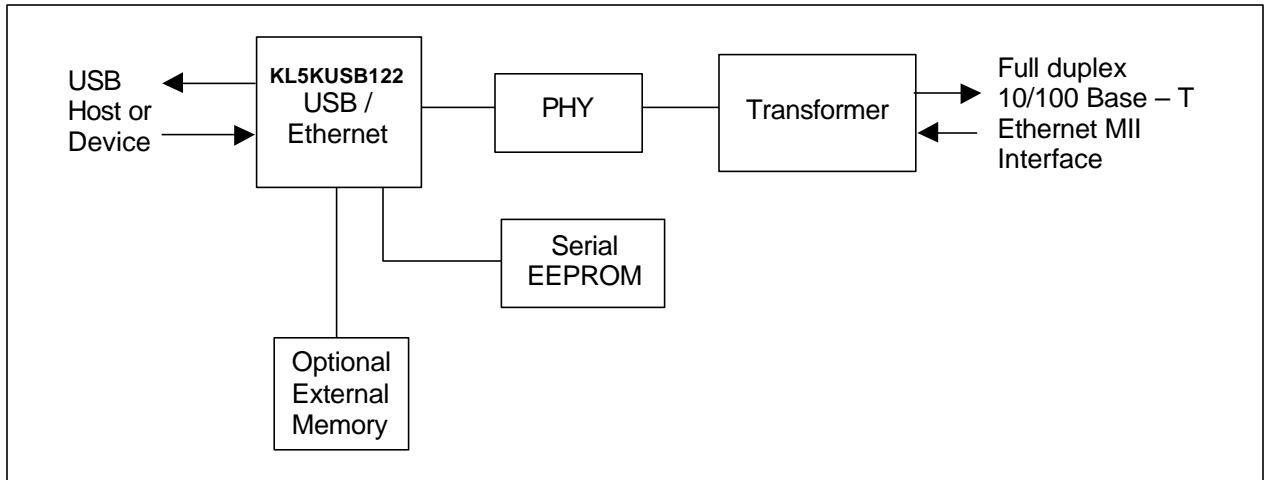 USB
Host or
Device
KL5KUSB122
USB /
Ethernet
PHY
Transformer
Full duplex
10/100 Base – T
Ethernet MII
Interface
Serial
EEPROM
Optional
External
Memory